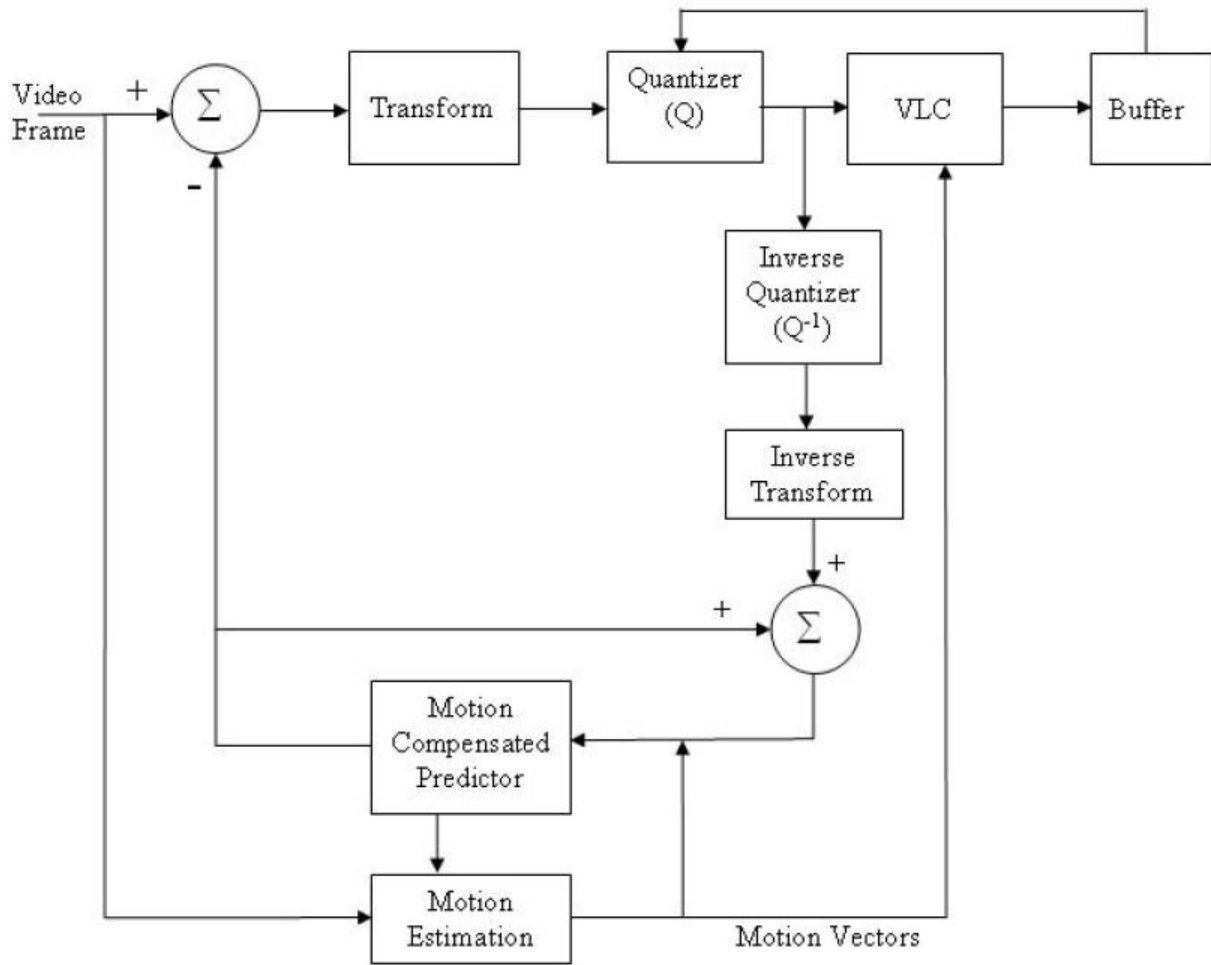 Video
Frame
+
-
Σ
Transform
Quantizer
(Q)
VLC
Buffer
Inverse
Quantizer
(Q-1)
Inverse
Transform
+
+
Σ
Motion
Compensated
Predictor
Motion
Estimation
Motion Vectors